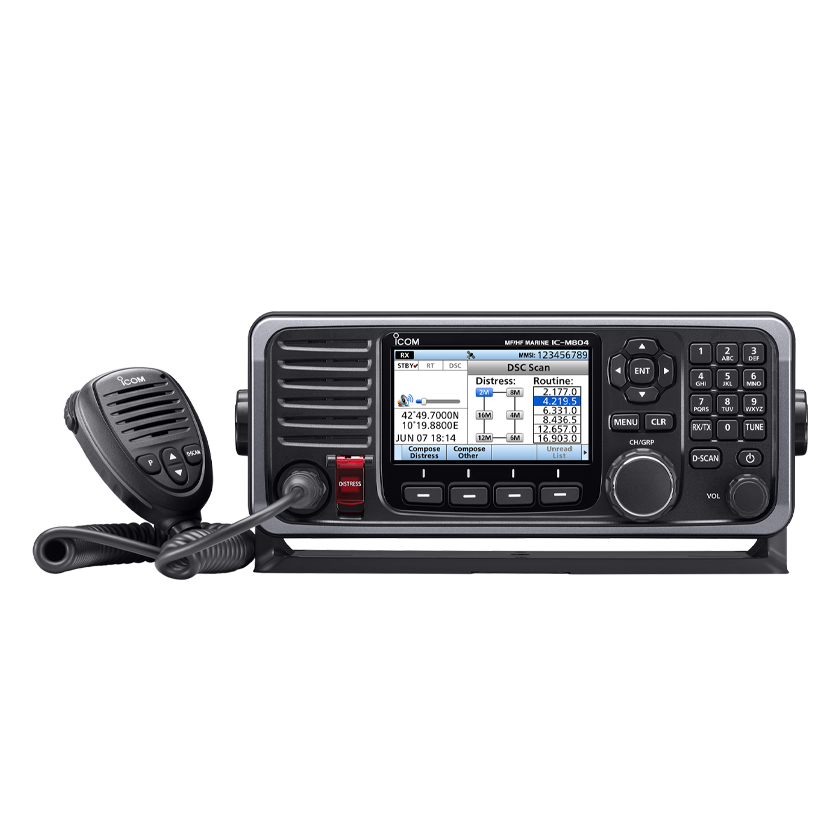 ICOM
MF/HF MARINE IC-M804
RX
MMSI: 123456789
STBY RT DSC
DSC Scan
Distress:
Routine:
2M 8M
16M 4M
12M 6M
2,177.0
4,219.5
6,331.0
8,436.5
12,657.0
16,903.0
42°49.7000N
10°19.8800E
JUN 07 18:14
Compose
Distress
Compose
Other
Unread
List
DISTRESS
ENT
MENU CLR
CH/GRP
1 2 ABC 3 DEF
4 GHI 5 JKL 6 MNO
7 PQRS 8 TUV 9 WXYZ
RX/TX 0 TUNE
D-SCAN
VOL
ICOM
P
DSCAN